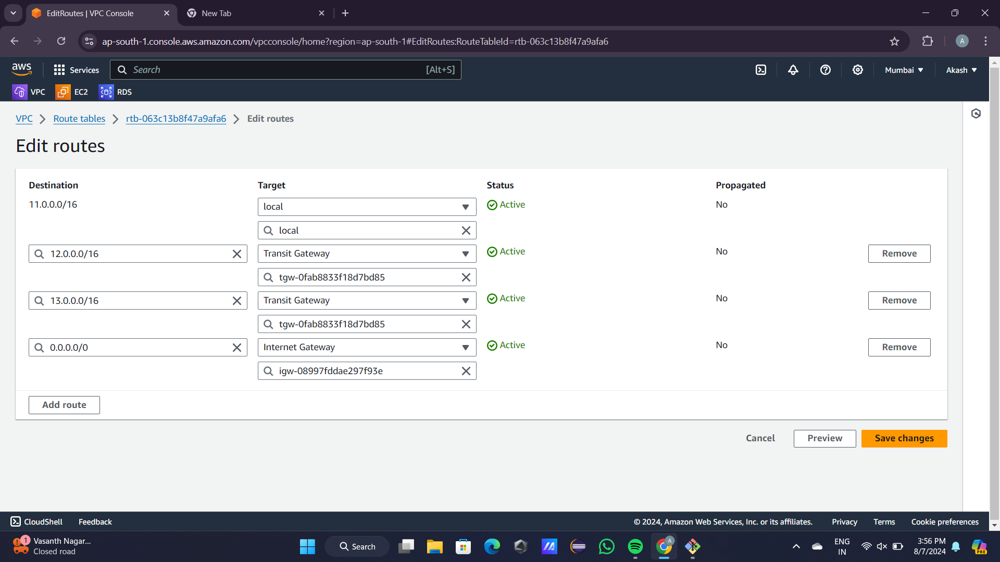 EditRoutes | VPC Console
New Tab
ap-south-1.console.aws.amazon.com/vpcconsole/home?region=ap-south-1#EditRoutes:RouteTableId=rtb-063c13b8f47a9afa6
A
aws
Services
Search
[Alt+S]
Mumbai
Akash
VPC
EC2
RDS
VPC
Route tables
rtb-063c13b8f47a9afa6
Edit routes
Edit routes
Destination
Target
Status
Propagated
11.0.0.0/16
local
Active
No
local
12.0.0.0/16
Transit Gateway
Active
No
Remove
tgw-0fab8833f18d7bd85
13.0.0.0/16
Transit Gateway
Active
No
Remove
tgw-0fab8833f18d7bd85
0.0.0.0/0
Internet Gateway
Active
No
Remove
igw-08997fddae297f93e
Add route
Cancel
Preview
Save changes
CloudShell
Feedback
© 2024, Amazon Web Services, Inc. or its affiliates.
Privacy
Terms
Cookie preferences
1
Vasanth Nagar...
Closed road
Search
A
ENG
IN
3:56 PM
8/7/2024
PRE